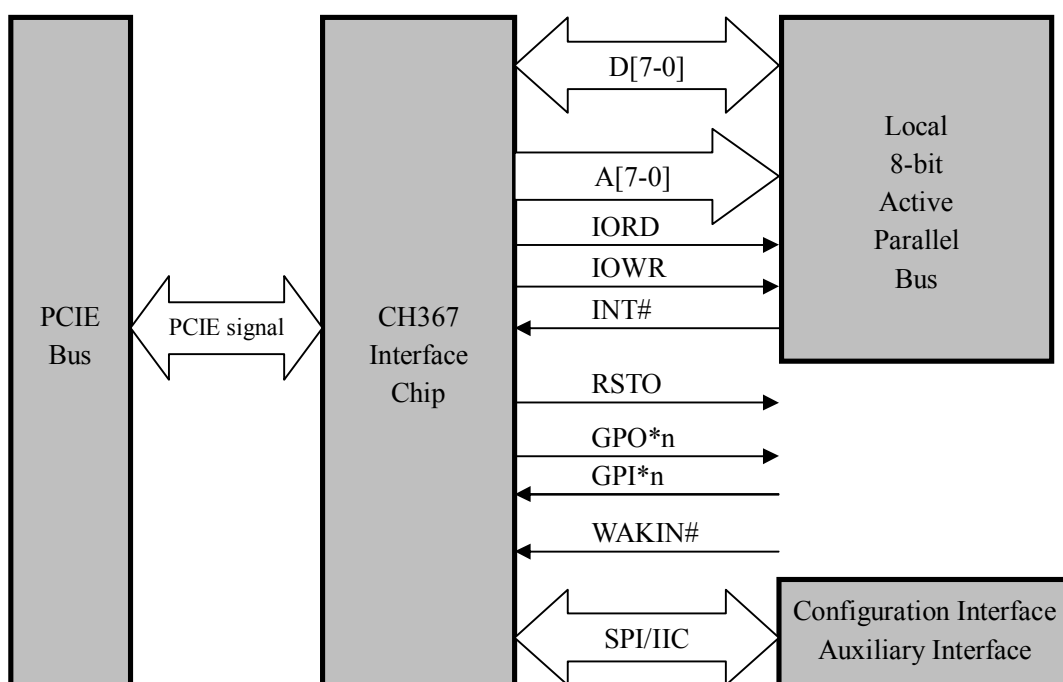 PCIE
Bus
PCIE signal
CH367
Interface
Chip
D[7-0]
A[7-0]
IORD
IOWR
INT#
RSTO
GPO*n
GPI*n
WAKIN#
SPI/IIC
Local
8-bit
Active
Parallel
Bus
Configuration Interface
Auxiliary Interface